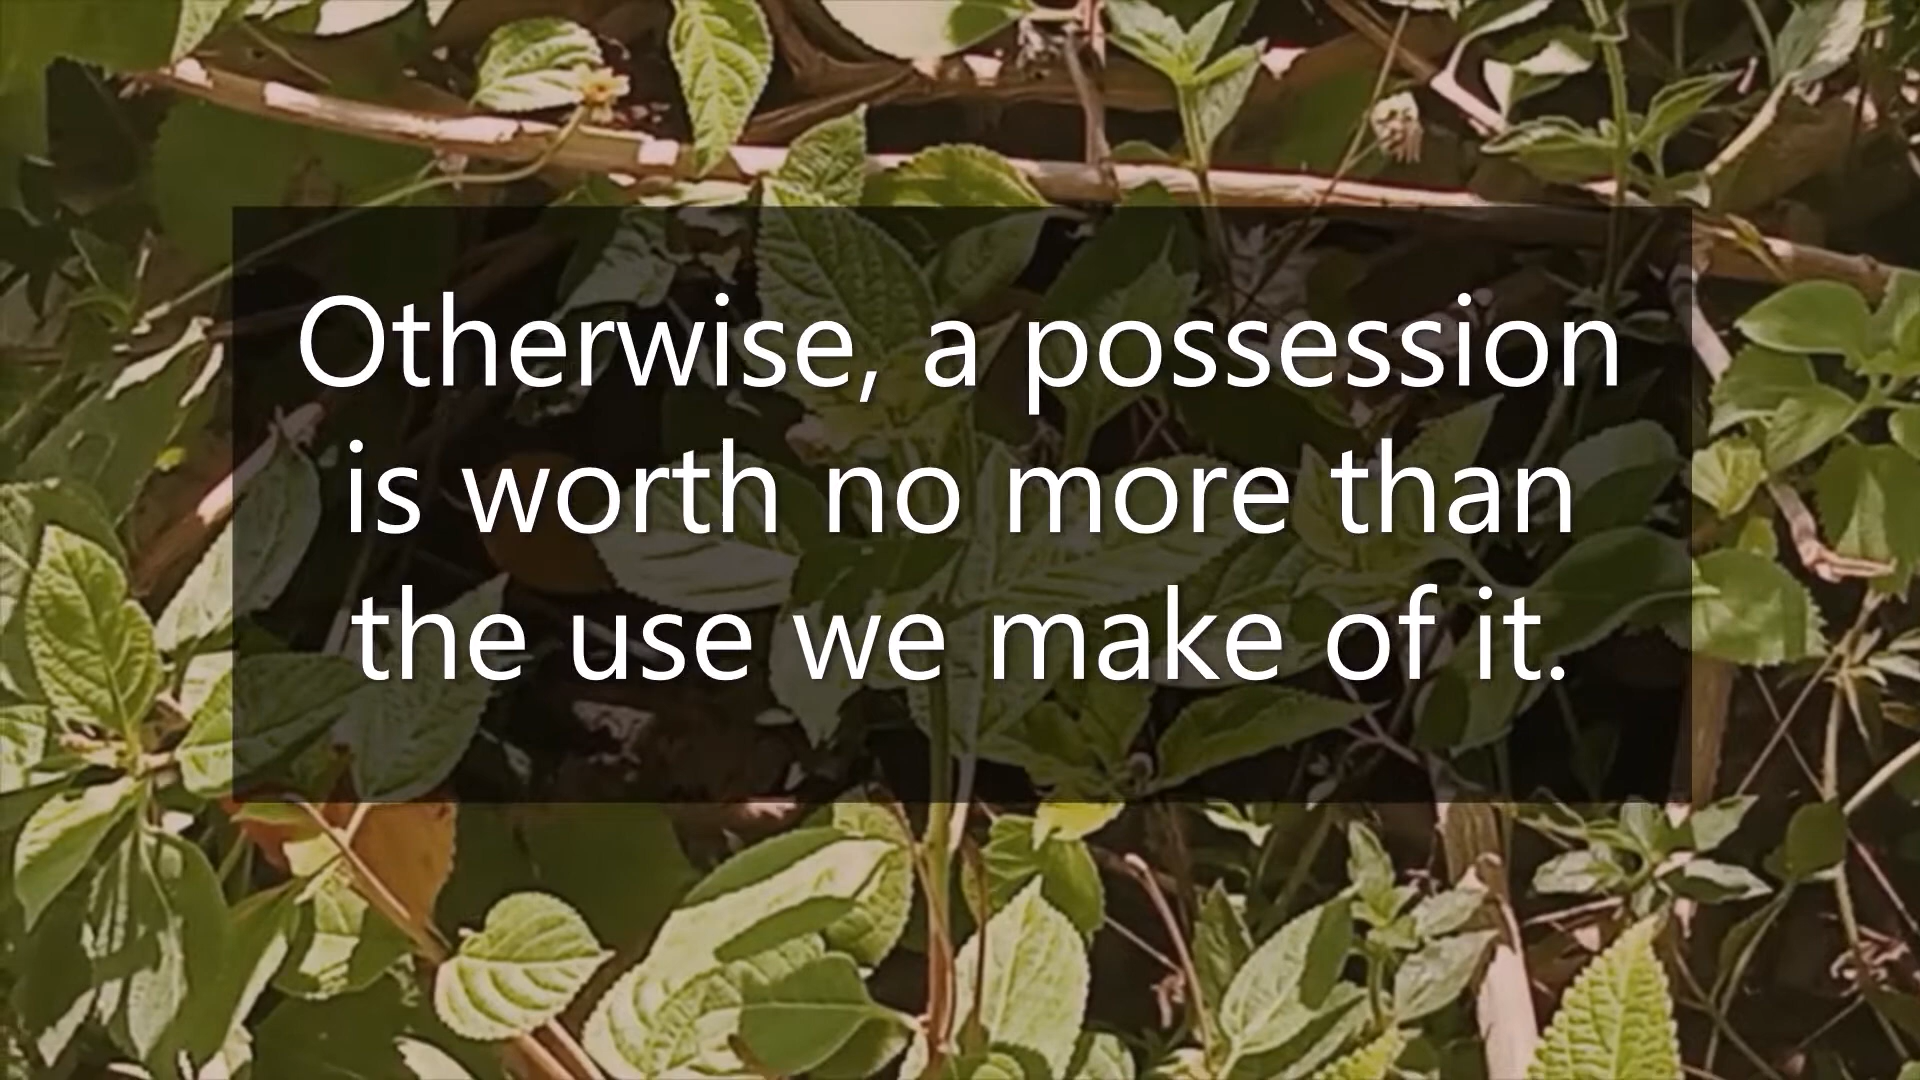 Otherwise, a possession
is worth no more than
the use we make of it.